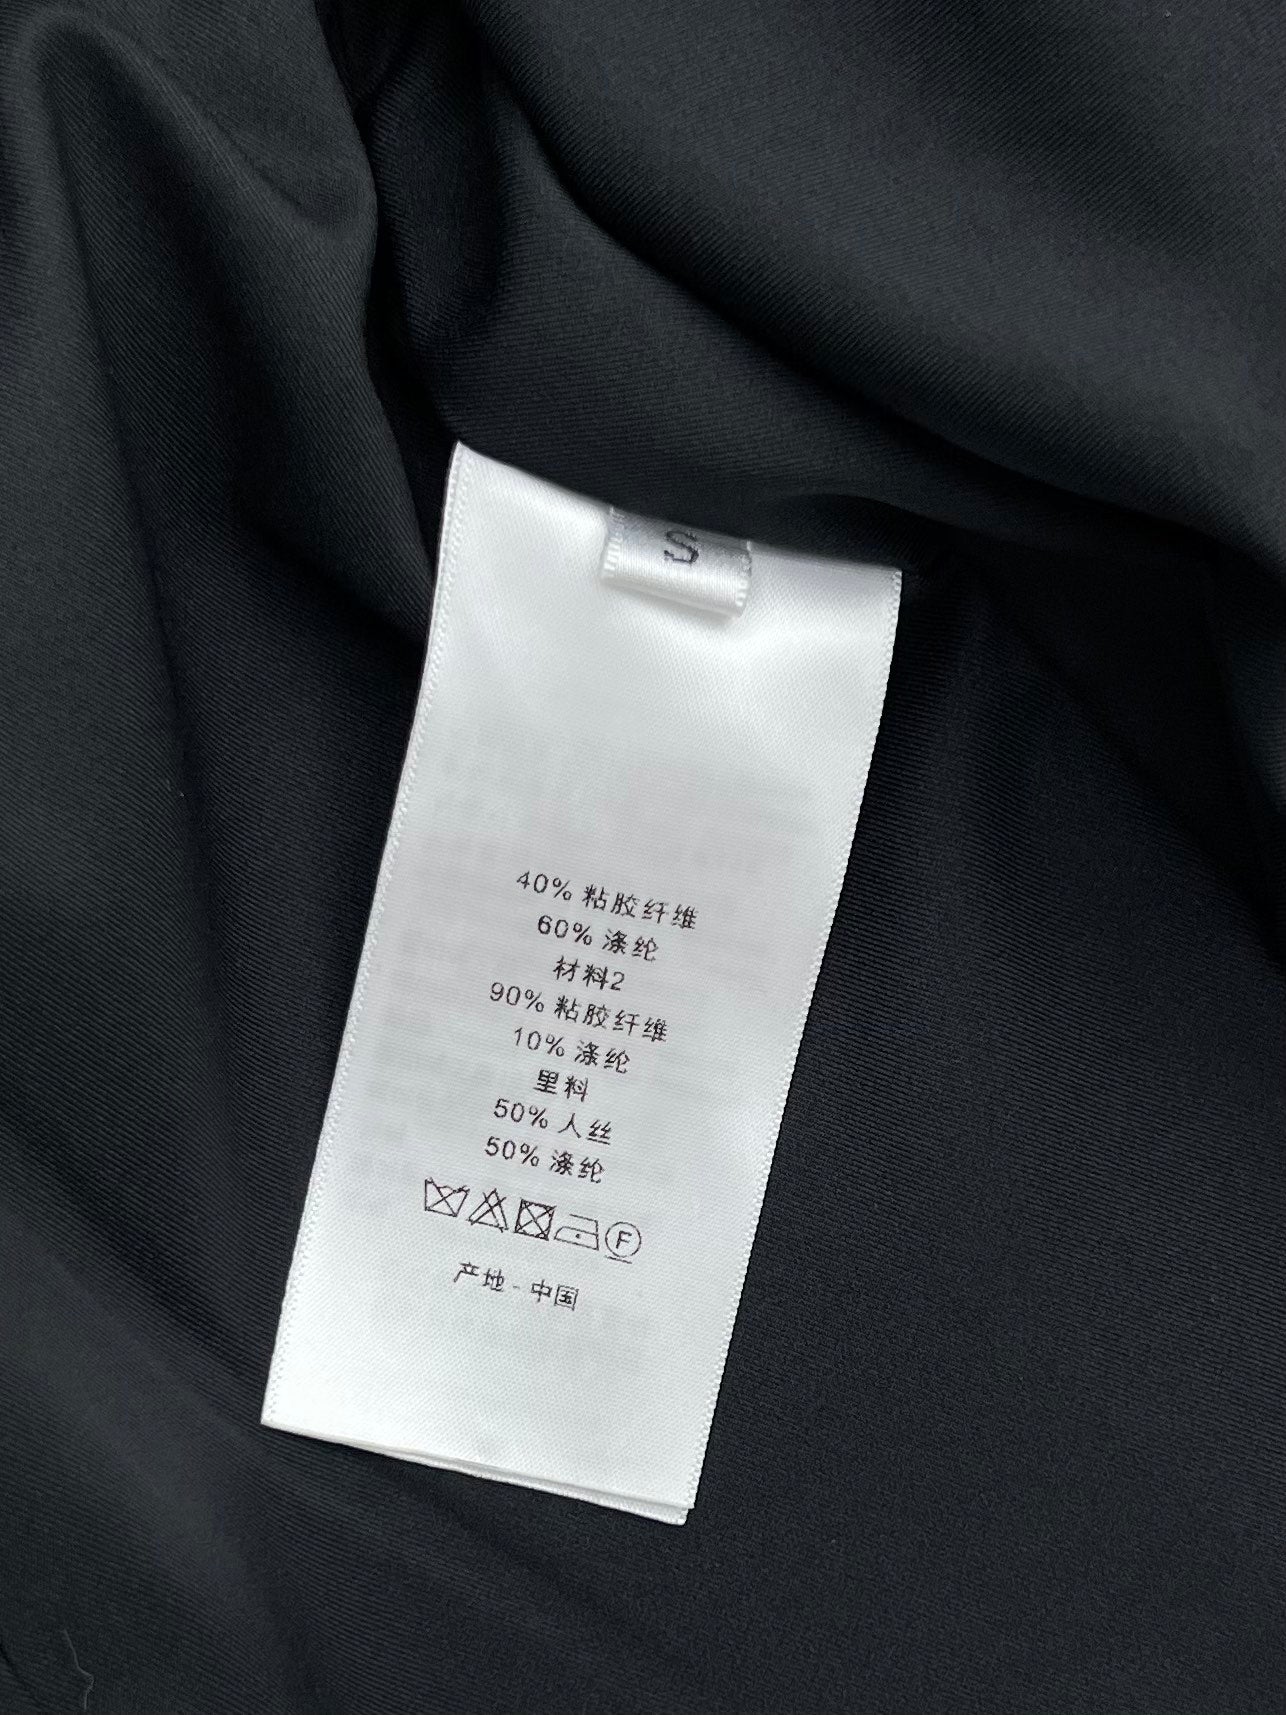 S
40% 粘胶纤维
60% 涤纶
材料2
90% 粘胶纤维
10% 涤纶
里料
50% 人丝
50% 涤纶
F
产地 - 中国